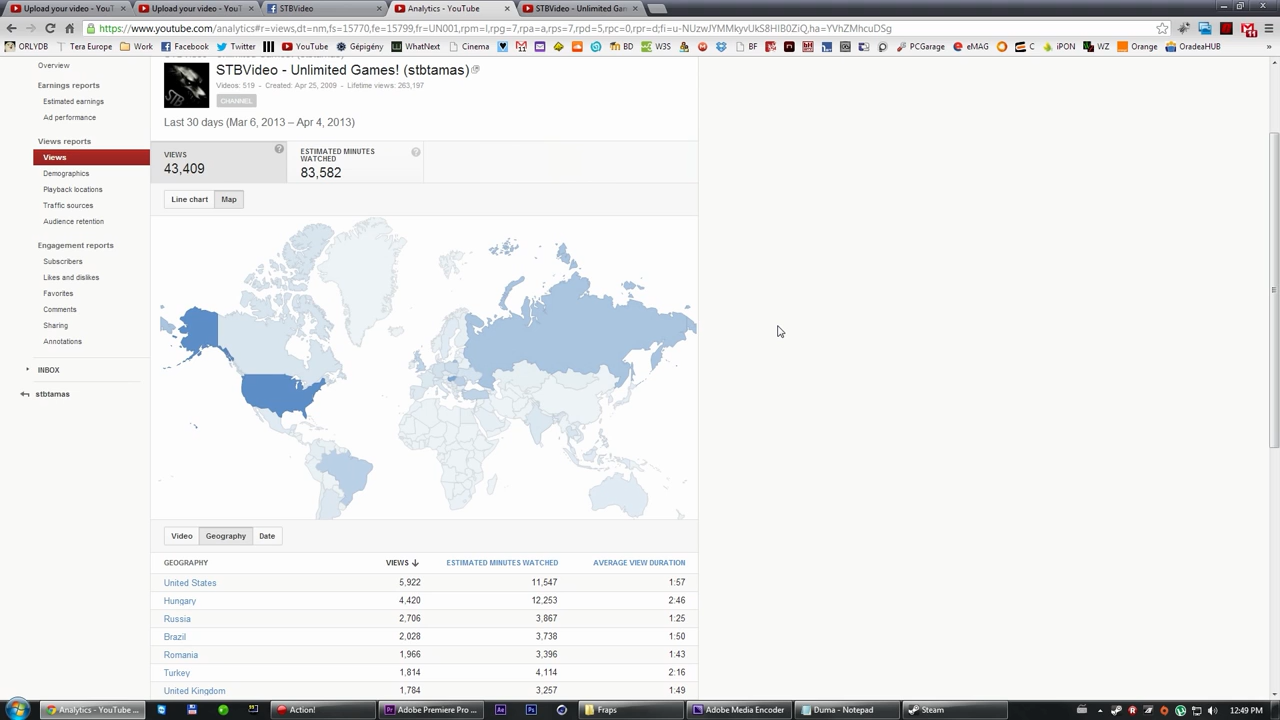 Upload your video - YouT
Upload your video - YouT
STBVideo
Analytics - YouTube
STBVideo - Unlimited Gan
https://www.youtube.com/analytics#r=views,dt=nm,fs=15770,fe=15799,fr=UN001,rpm=l,rpg=7,rpa=a,rps=7,rpd=5,rpc=0,rpr=d;fi=u-NUzwJYMMkyvUkS8HIB0ZiQ,ha=YVhZMhcuDSg
ORLYDB
Tera Europe
Work
Facebook
Twitter
YouTube
Gépigény
WhatNext
Cinema
BF
PCGarage
eMAG
C
iPON
WZ
Orange
OradeaHUB
Overview
Earnings reports
Estimated earnings
Ad performance
Views reports
Views
Demographics
Playback locations
Traffic sources
Audience retention
Engagement reports
Subscribers
Likes and dislikes
Favorites
Comments
Sharing
Annotations
INBOX
stbtamas
STB
STBVideo - Unlimited Games! (stbtamas)
Videos: 519 - Created: Apr 25, 2009 - Lifetime views: 263,197
CHANNEL
Last 30 days (Mar 6, 2013 – Apr 4, 2013)
VIEWS
43,409
ESTIMATED MINUTES
WATCHED
83,582
Line chart
Map
Video
Geography
Date
GEOGRAPHY VIEWS ESTIMATED MINUTES WATCHED AVERAGE VIEW DURATION
United States 5,922 11,547 1:57
Hungary 4,420 12,253 2:46
Russia 2,706 3,867 1:25
Brazil 2,028 3,738 1:50
Romania 1,966 3,396 1:43
Turkey 1,814 4,114 2:16
United Kingdom 1,784 3,257 1:49
Analytics - YouTube ...
Action!
Adobe Premiere Pro ...
Fraps
Adobe Media Encoder
Duma - Notepad
Steam
12:49 PM